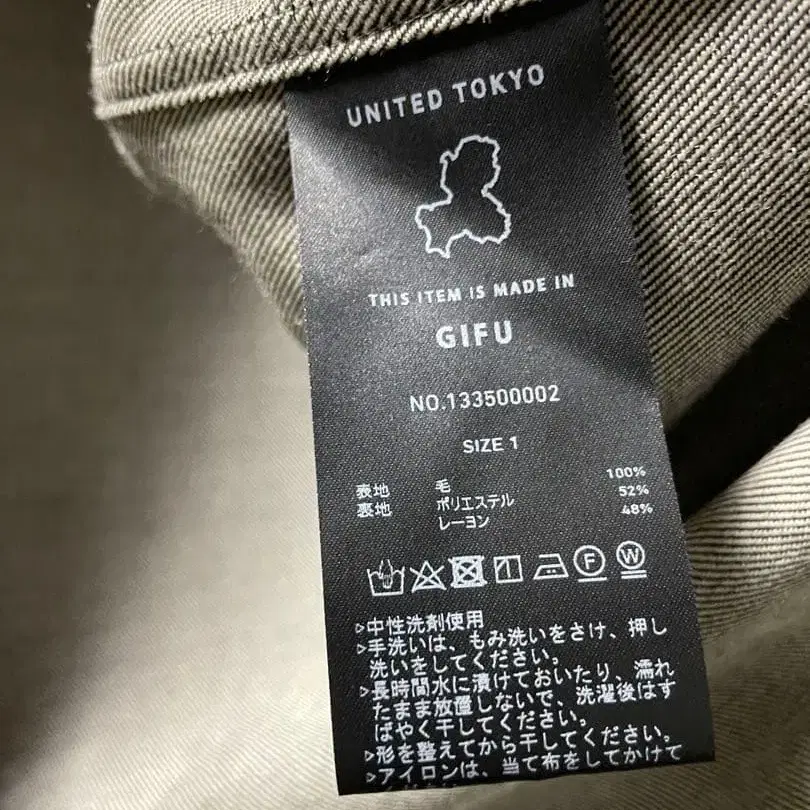 UNITED TOKYO
THIS ITEM IS MADE IN
GIFU
NO.133500002
SIZE 1
表地 毛 100%
裏地 ポリエステル 52%
レーヨン 48%
F W
▷中性洗剤使用
▷手洗いは、もみ洗いをさけ、押し
洗いをしてください。
▷長時間水に漬けておいたり、濡れ
たまま放置しないで、洗濯後はす
ばやく干してください。
▷形を整えてから干してください。
▷アイロンは、当て布をしてかけて